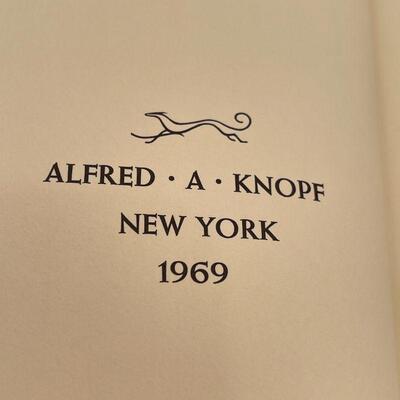 ALFRED · A · KNOPF
NEW YORK
1969